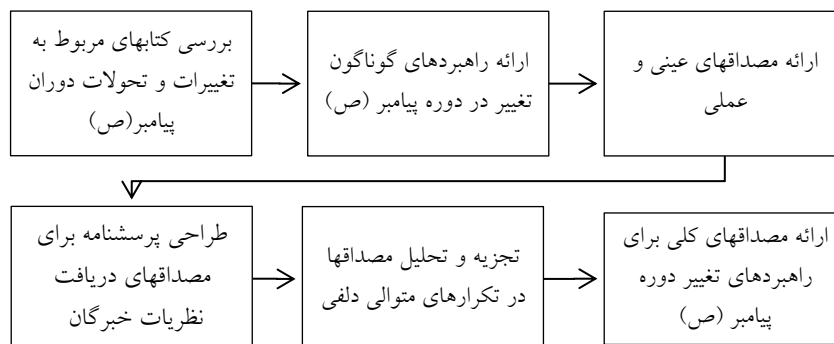 بررسی کتابهای مربوط به
تغییرات و تحولات دوران
پیامبر(ص)
ارائه راهبردهای گوناگون
تغییر در دوره پیامبر (ص)
ارائه مصداقهای عینی و
عملی
طراحی پرسشنامه برای
مصداقهای دریافت
نظریات خبرگان
تجزیه و تحلیل مصداقها
در تکرارهای متوالی دلفی
ارائه مصداقهای کلی برای
راهبردهای تغییر دوره
پیامبر (ص)